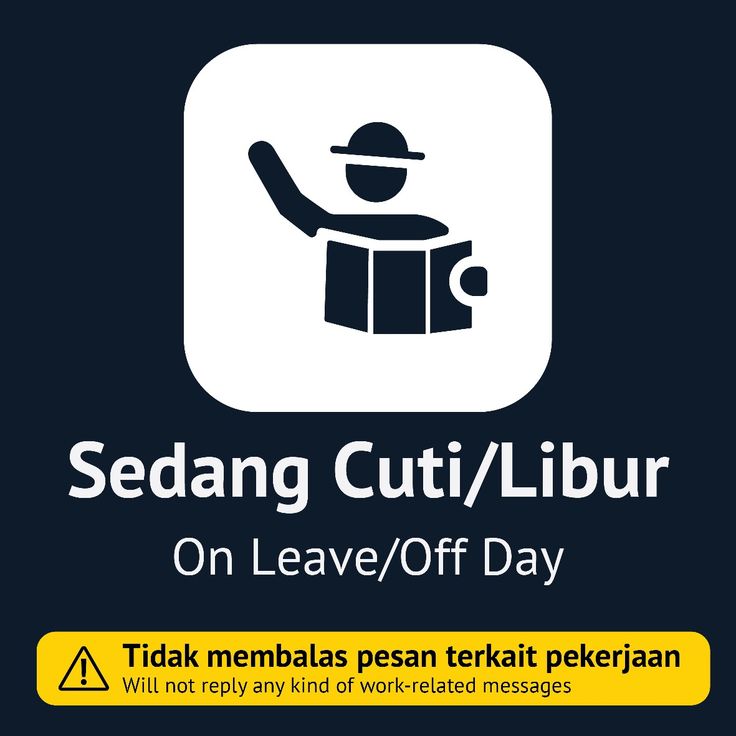 Sedang Cuti/Libur
On Leave/Off Day
Tidak membalas pesan terkait pekerjaan
Will not reply any kind of work-related messages